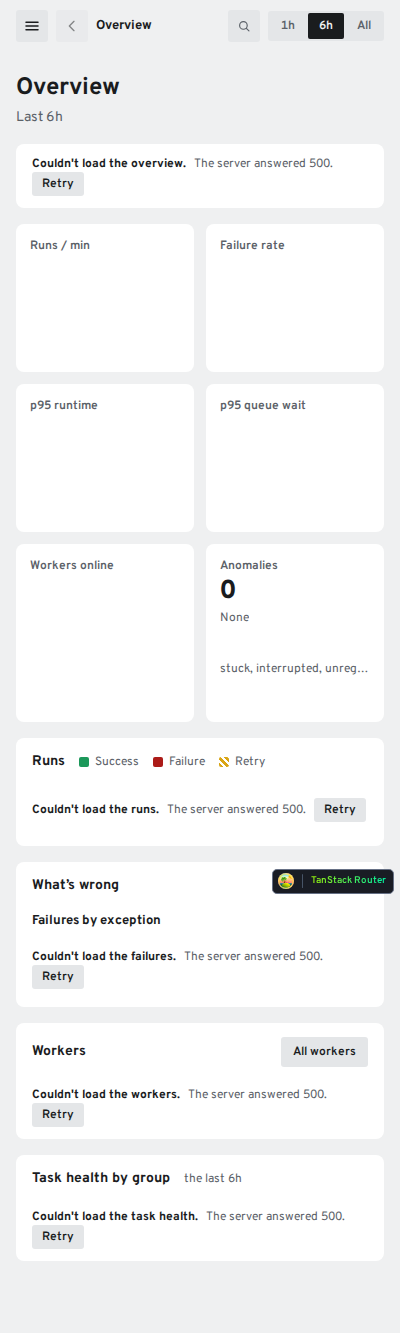 Overview
1h 6h All
Overview
Last 6h
Couldn't load the overview. The server answered 500.
Retry
Runs / min
Failure rate
p95 runtime
p95 queue wait
Workers online
Anomalies
0
None
stuck, interrupted, unreg...
Runs Success Failure Retry
Couldn't load the runs. The server answered 500. Retry
What's wrong
TanStack Router
Failures by exception
Couldn't load the failures. The server answered 500.
Retry
Workers All workers
Couldn't load the workers. The server answered 500.
Retry
Task health by group the last 6h
Couldn't load the task health. The server answered 500.
Retry